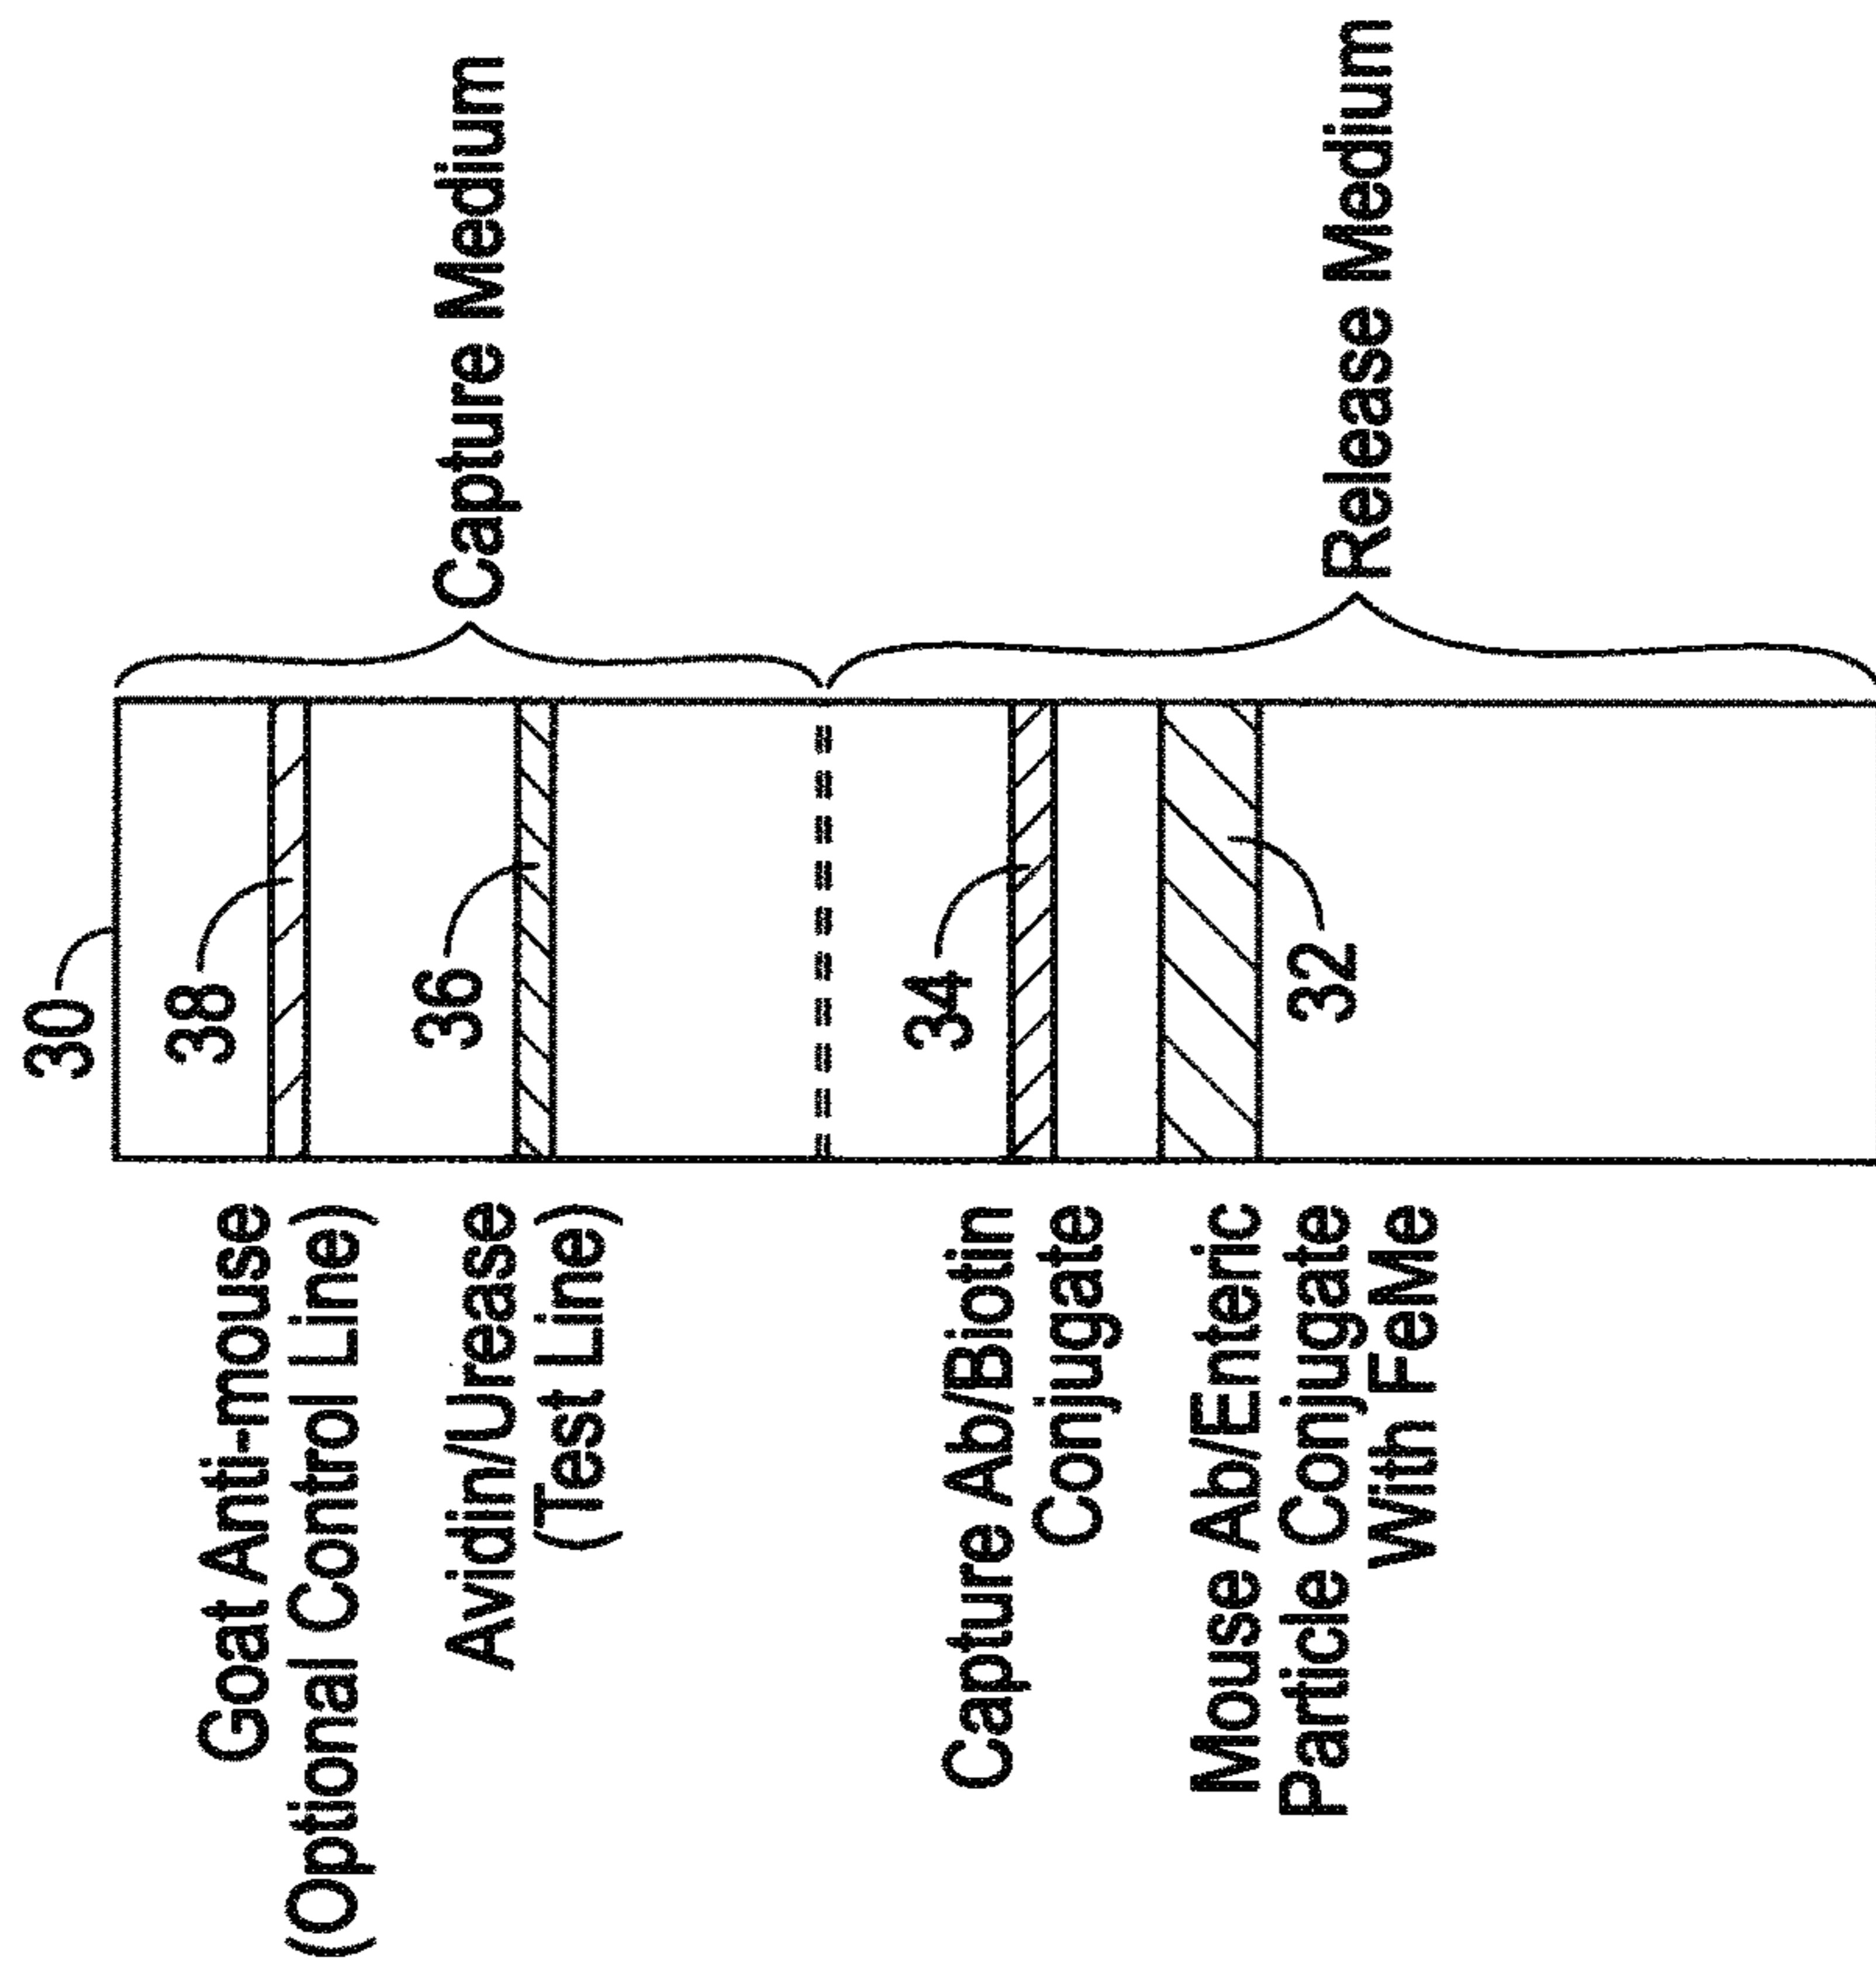 30
38
36
34
32
Capture Medium
Release Medium
Goat Anti-mouse
(Optional Control Line)
Avidin/Urease
(Test Line)
Capture Ab/Biotin
Conjugate
Mouse Ab/Enteric
Particle Conjugate
With FeMe